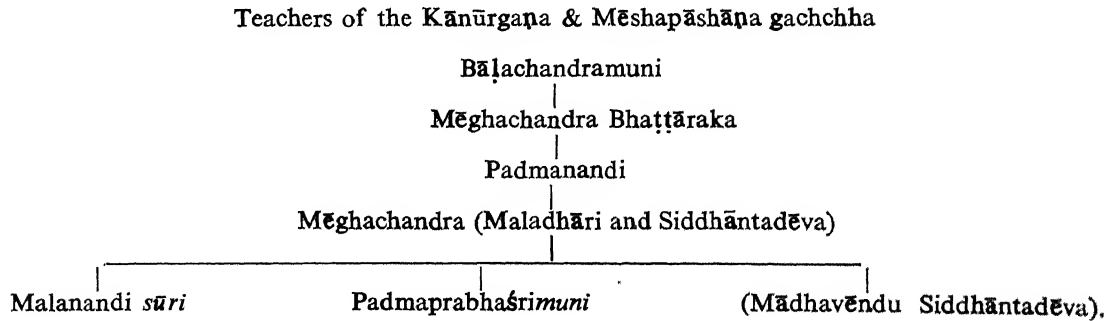 Teachers of the Kānūrgaṇa & Mēshapāshāṇa gachchha
Bāḷachandramuni
Mēghachandra Bhaṭṭāraka
Padmanandi
Mēghachandra (Maladhāri and Siddhāntadēva)
Malanandi sūri Padmaprabhaśrimuni (Mādhavēndu Siddhāntadēva).